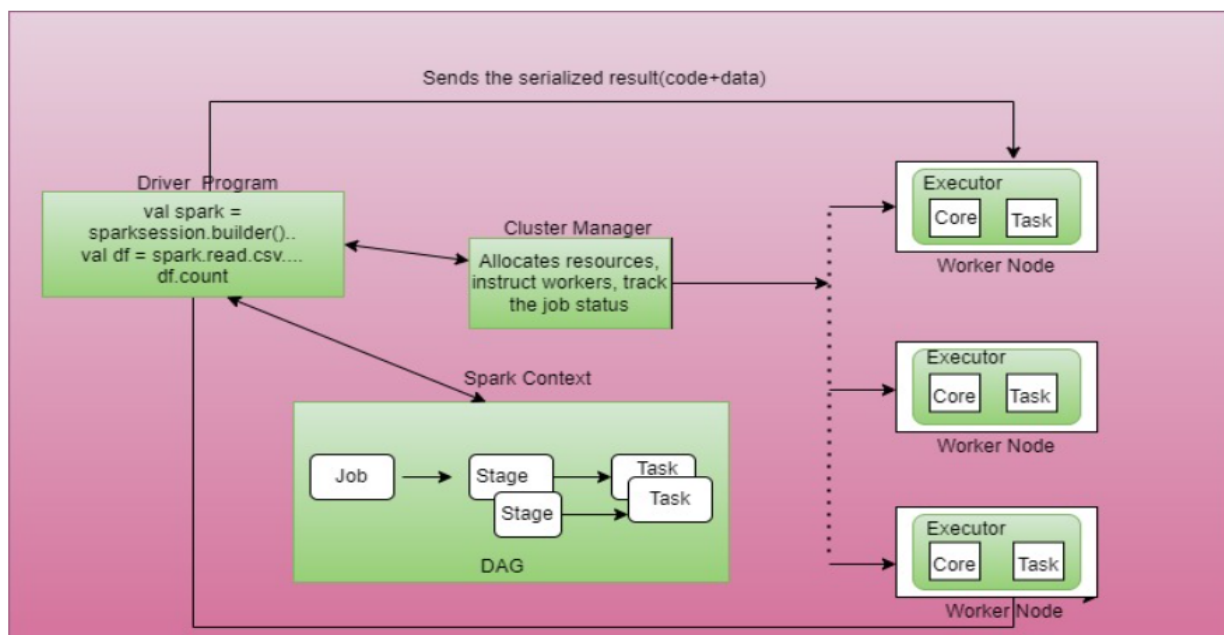 Sends the serialized result(code+data)
Driver Program
val spark =
sparksession.builder()..
val df = spark.read.csv....
df.count
Cluster Manager
Allocates resources,
instruct workers, track
the job status
Executor
Core Task
Worker Node
Executor
Core Task
Worker Node
Spark Context
Job
Stage
Task
Stage
Task
DAG
Executor
Core Task
Worker Node